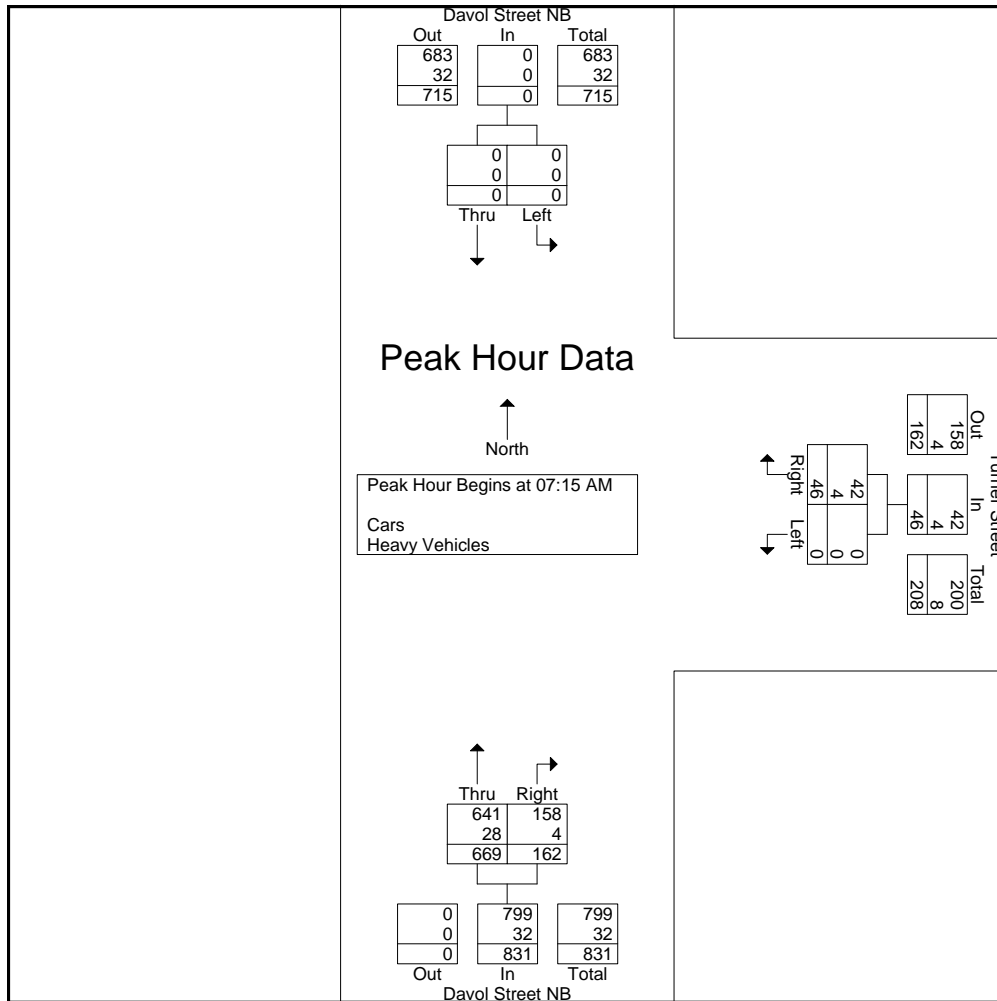 Davol Street NB
Out In Total
683 0 683
32 0 32
715 0 715
0 0
0 0
0 0
Thru Left
Peak Hour Data
North
Peak Hour Begins at 07:15 AM
Cars
Heavy Vehicles
Street
Out In Total
158 42 200
4 4 8
162 46 208
42 0
4 0
46 0
Right Left
Thru Right
641 158
28 4
669 162
0 799 799
0 32 32
0 831 831
Out In Total
Davol Street NB